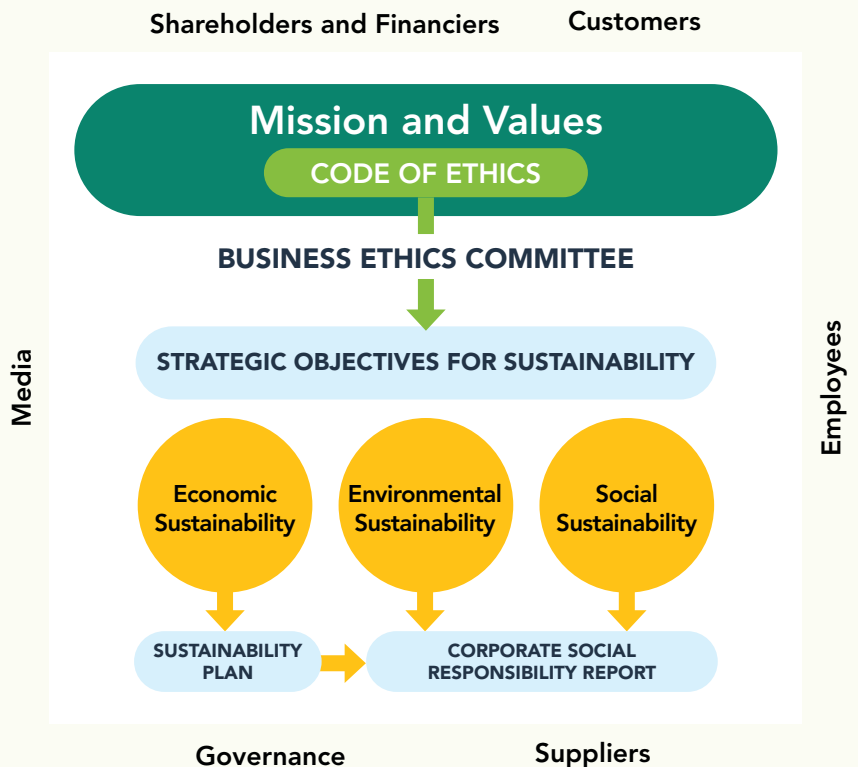 Shareholders and Financiers
Customers
Mission and Values
CODE OF ETHICS
BUSINESS ETHICS COMMITTEE
STRATEGIC OBJECTIVES FOR SUSTAINABILITY
Media
Employees
Economic
Sustainability
Environmental
Sustainability
Social
Sustainability
SUSTAINABILITY
PLAN
CORPORATE SOCIAL
RESPONSIBILITY REPORT
Governance
Suppliers